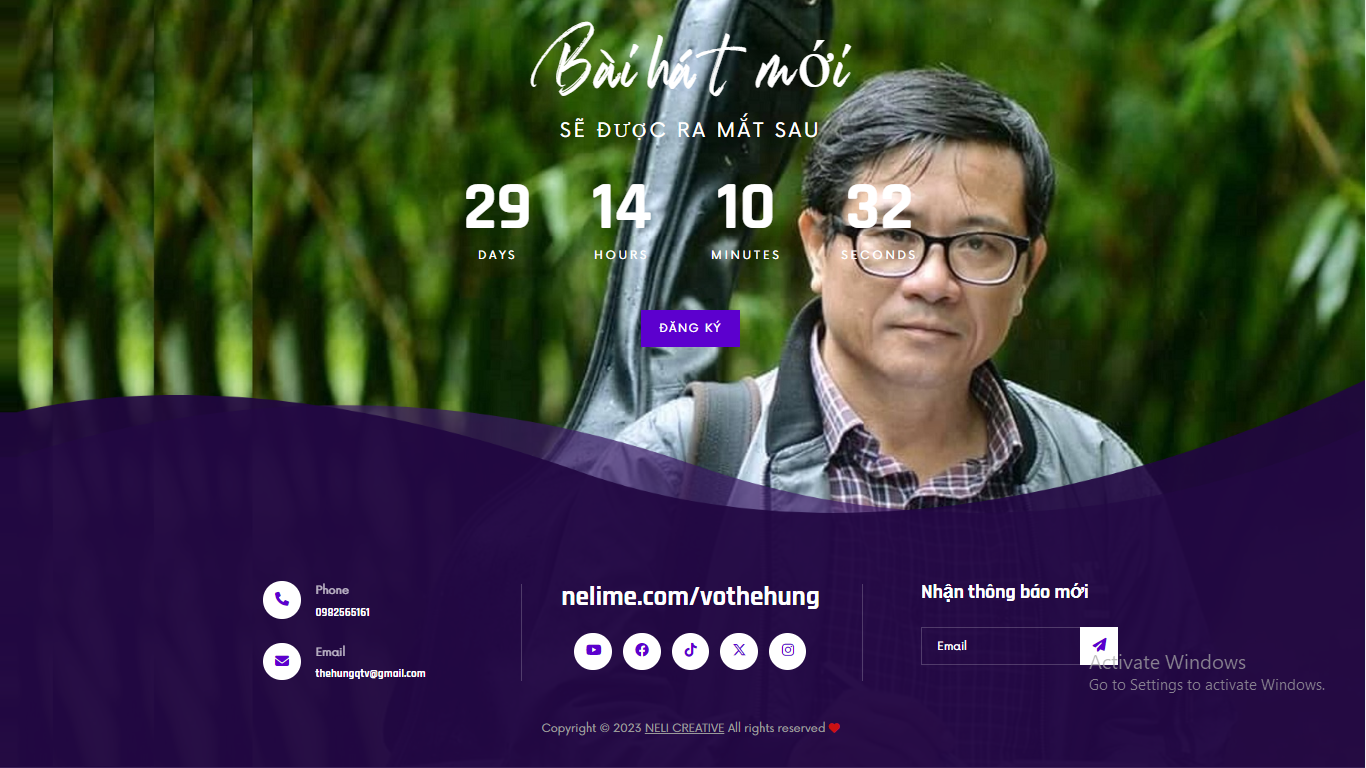 Bài hát mới
SẼ ĐƯỢC RA MẮT SAU
29 14 10 32
DAYS HOURS MINUTES SECONDS
ĐĂNG KÝ
Phone
0982565161
Email
thehungqtv@gmail.com
nelime.com/vothehung
Nhận thông báo mới
Email
Activate Windows
Go to Settings to activate Windows.
Copyright © 2023 NELI CREATIVE All rights reserved